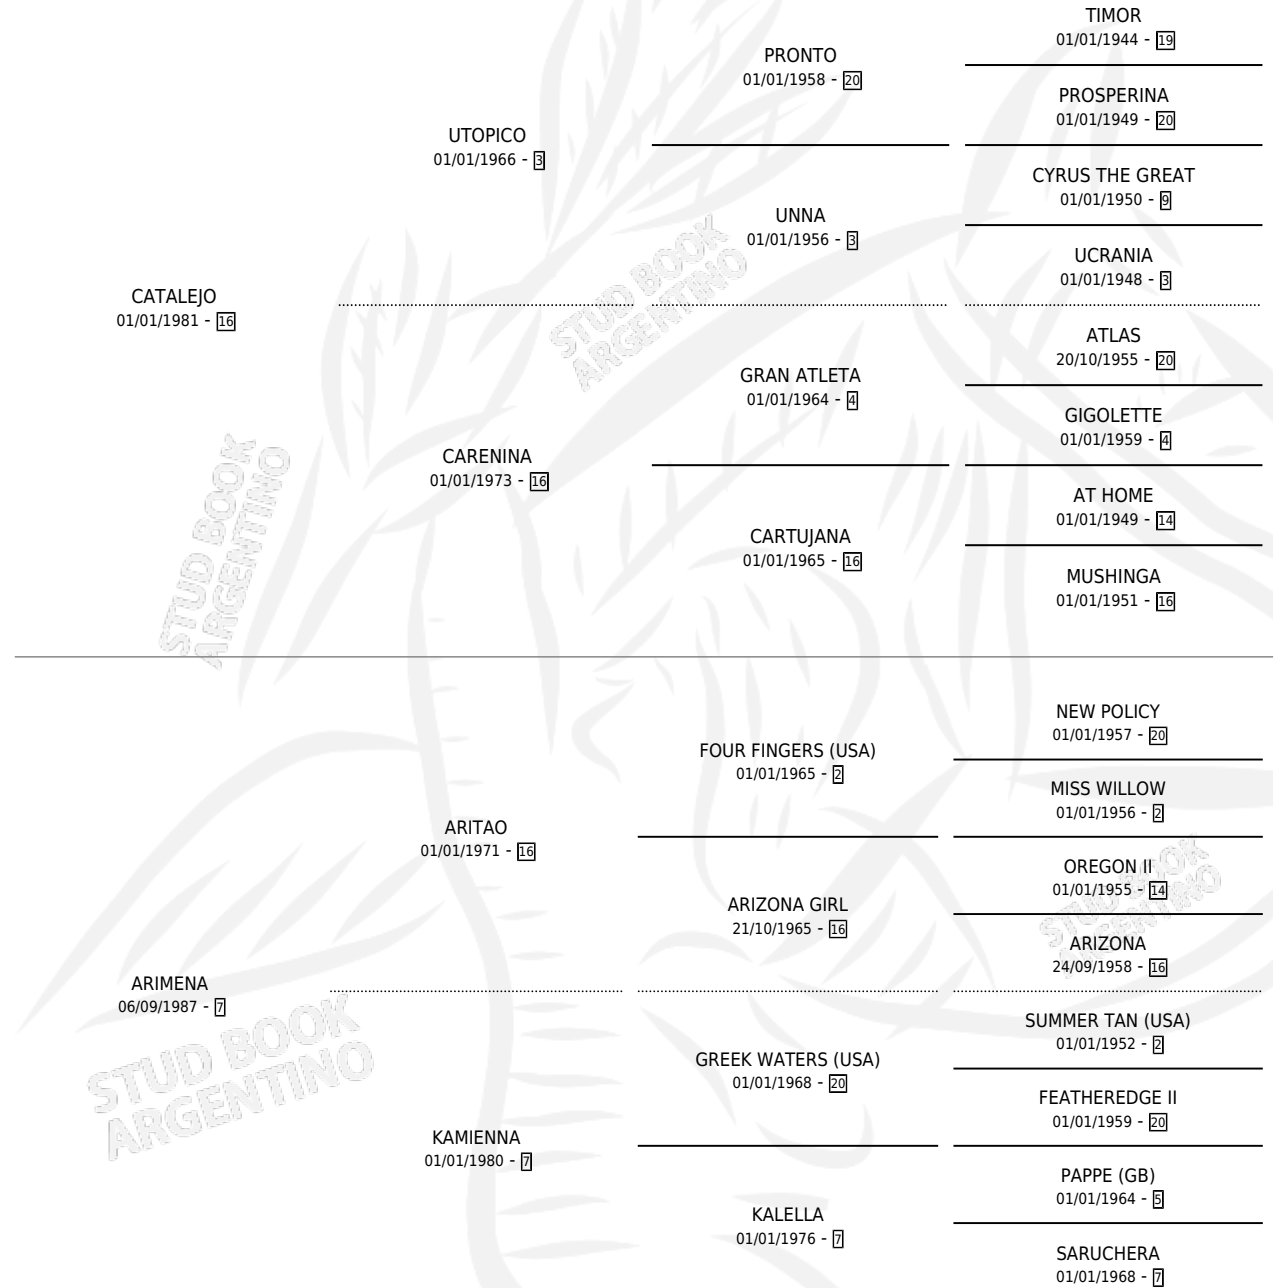 TIMOR
01/01/1944 - 19
PRONTO
01/01/1958 - 20
PROSPERINA
01/01/1949 - 20
UTOPICO
01/01/1966 - 3
CYRUS THE GREAT
01/01/1950 - 9
UNNA
01/01/1956 - 3
UCRANIA
01/01/1948 - 3
CATALEJO
01/01/1981 - 16
ATLAS
20/10/1955 - 20
GRAN ATLETA
01/01/1964 - 4
GIGOLETTE
01/01/1959 - 4
CARENINA
01/01/1973 - 16
AT HOME
01/01/1949 - 14
CARTUJANA
01/01/1965 - 16
MUSHINGA
01/01/1951 - 16
NEW POLICY
01/01/1957 - 20
FOUR FINGERS (USA)
01/01/1965 - 2
MISS WILLOW
01/01/1956 - 2
ARITAO
01/01/1971 - 16
OREGON II
01/01/1955 - 14
ARIZONA GIRL
21/10/1965 - 16
ARIZONA
24/09/1958 - 16
ARIMENA
06/09/1987 - 7
SUMMER TAN (USA)
01/01/1952 - 2
GREEK WATERS (USA)
01/01/1968 - 20
FEATHEREDGE II
01/01/1959 - 20
KAMIENNA
01/01/1980 - 7
PAPPE (GB)
01/01/1964 - 5
KALELLA
01/01/1976 - 7
SARUCHERA
01/01/1968 - 7
STUD BOOK
ARGENTINO
STUD BOOK
ARGENTINO
STUD BOOK
ARGENTINO
STUD BOOK
ARGENTINO